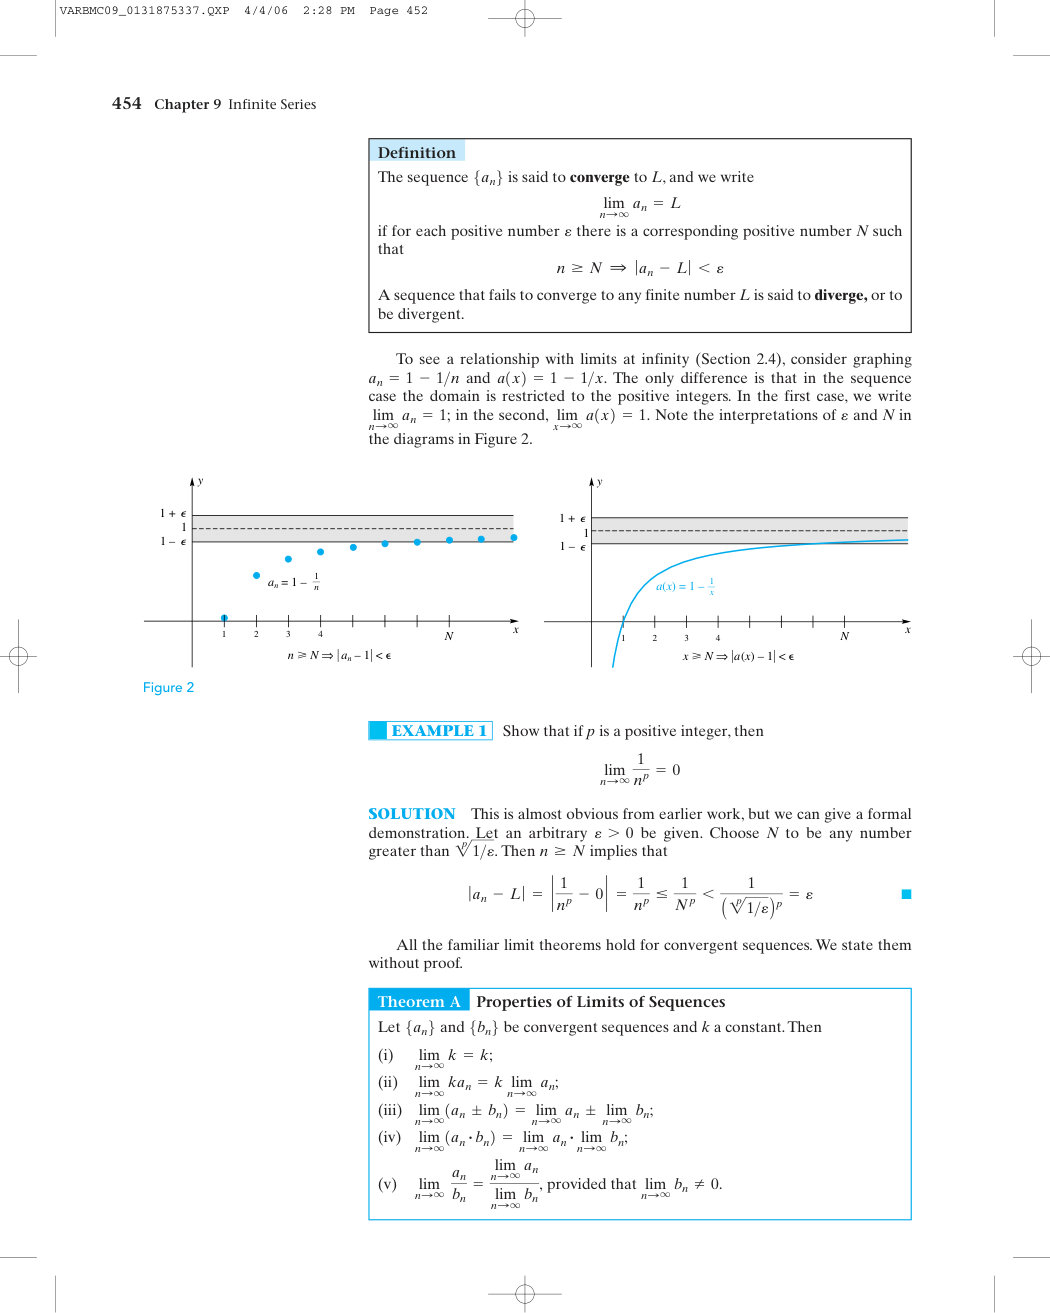 VARBMC09_0131875337.QXP 4/4/06 2:28 PM Page 452
454 Chapter 9 Infinite Series
Definition
The sequence {aₙ} is said to converge to L, and we write
lim n→∞ aₙ = L
if for each positive number ε there is a corresponding positive number N such
that
n ≥ N ⇒ |aₙ − L| < ε
A sequence that fails to converge to any finite number L is said to diverge, or to
be divergent.
To see a relationship with limits at infinity (Section 2.4), consider graphing
aₙ = 1 − 1/n and a(x) = 1 − 1/x. The only difference is that in the sequence
case the domain is restricted to the positive integers. In the first case, we write
lim n→∞ aₙ = 1; in the second, lim x→∞ a(x) = 1. Note the interpretations of ε and N in
the diagrams in Figure 2.
y
1 + ϵ
1
1 − ϵ
aₙ = 1 − 1/n
1 2 3 4 N x
n ⩾ N ⇒ |aₙ − 1| < ϵ
y
1 + ϵ
1
1 − ϵ
a(x) = 1 − 1/x
1 2 3 4 N x
x ⩾ N ⇒ |a(x) − 1| < ϵ
Figure 2
EXAMPLE 1 Show that if p is a positive integer, then
lim n→∞ 1/nᵖ = 0
SOLUTION This is almost obvious from earlier work, but we can give a formal
demonstration. Let an arbitrary ε > 0 be given. Choose N to be any number
greater than ᵖ√1/ε. Then n ≥ N implies that
|aₙ − L| = |1/nᵖ − 0| = 1/nᵖ ≤ 1/Nᵖ < 1/(ᵖ√1/ε)ᵖ = ε
All the familiar limit theorems hold for convergent sequences. We state them
without proof.
Theorem A Properties of Limits of Sequences
Let {aₙ} and {bₙ} be convergent sequences and k a constant. Then
(i) lim n→∞ k = k;
(ii) lim n→∞ kaₙ = k lim n→∞ aₙ;
(iii) lim n→∞ (aₙ ± bₙ) = lim n→∞ aₙ ± lim n→∞ bₙ;
(iv) lim n→∞ (aₙ · bₙ) = lim n→∞ aₙ · lim n→∞ bₙ;
(v) lim n→∞ aₙ/bₙ = lim n→∞ aₙ / lim n→∞ bₙ, provided that lim n→∞ bₙ ≠ 0.